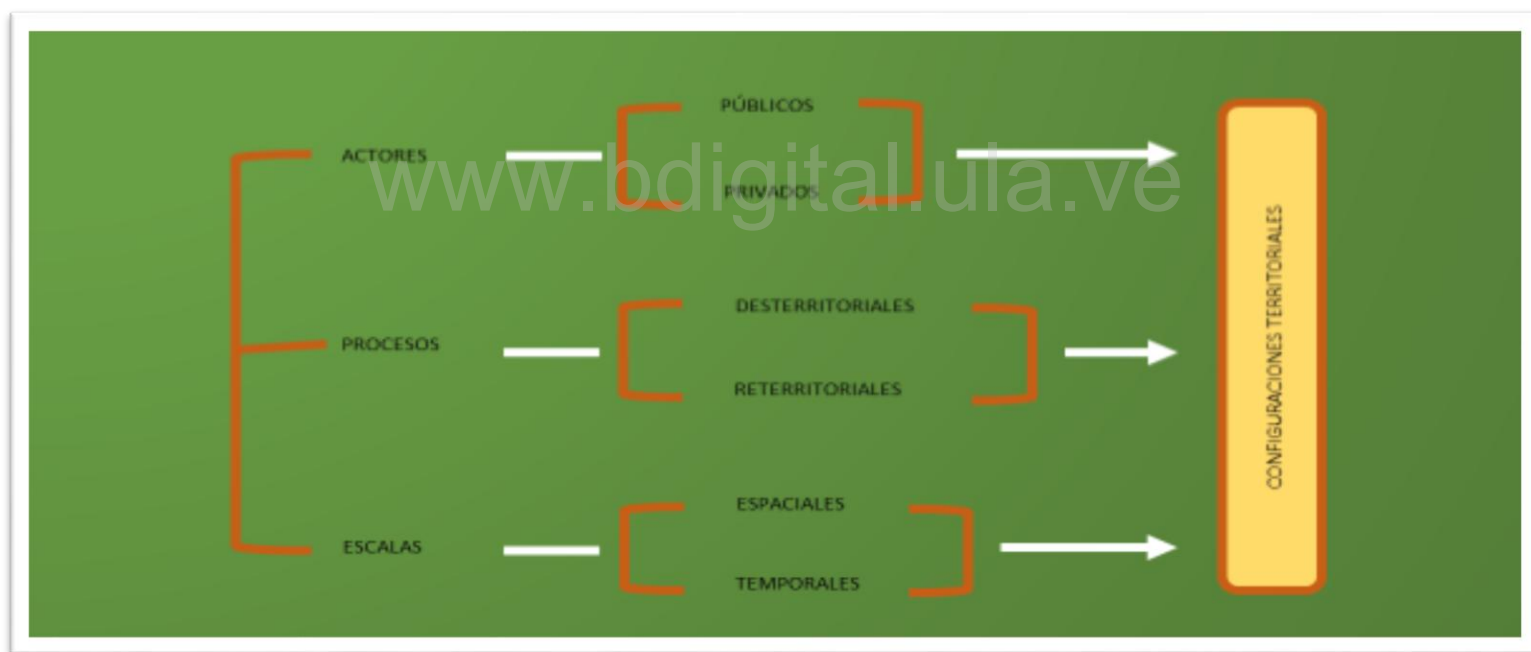 PÚBLICOS
ACTORES
PRIVADOS
www.bdigital.ula.ve
DESTERRITORIALES
PROCESOS
RETERRITORIALES
ESPACIALES
ESCALAS
TEMPORALES
CONFIGURACIONES TERRITORIALES